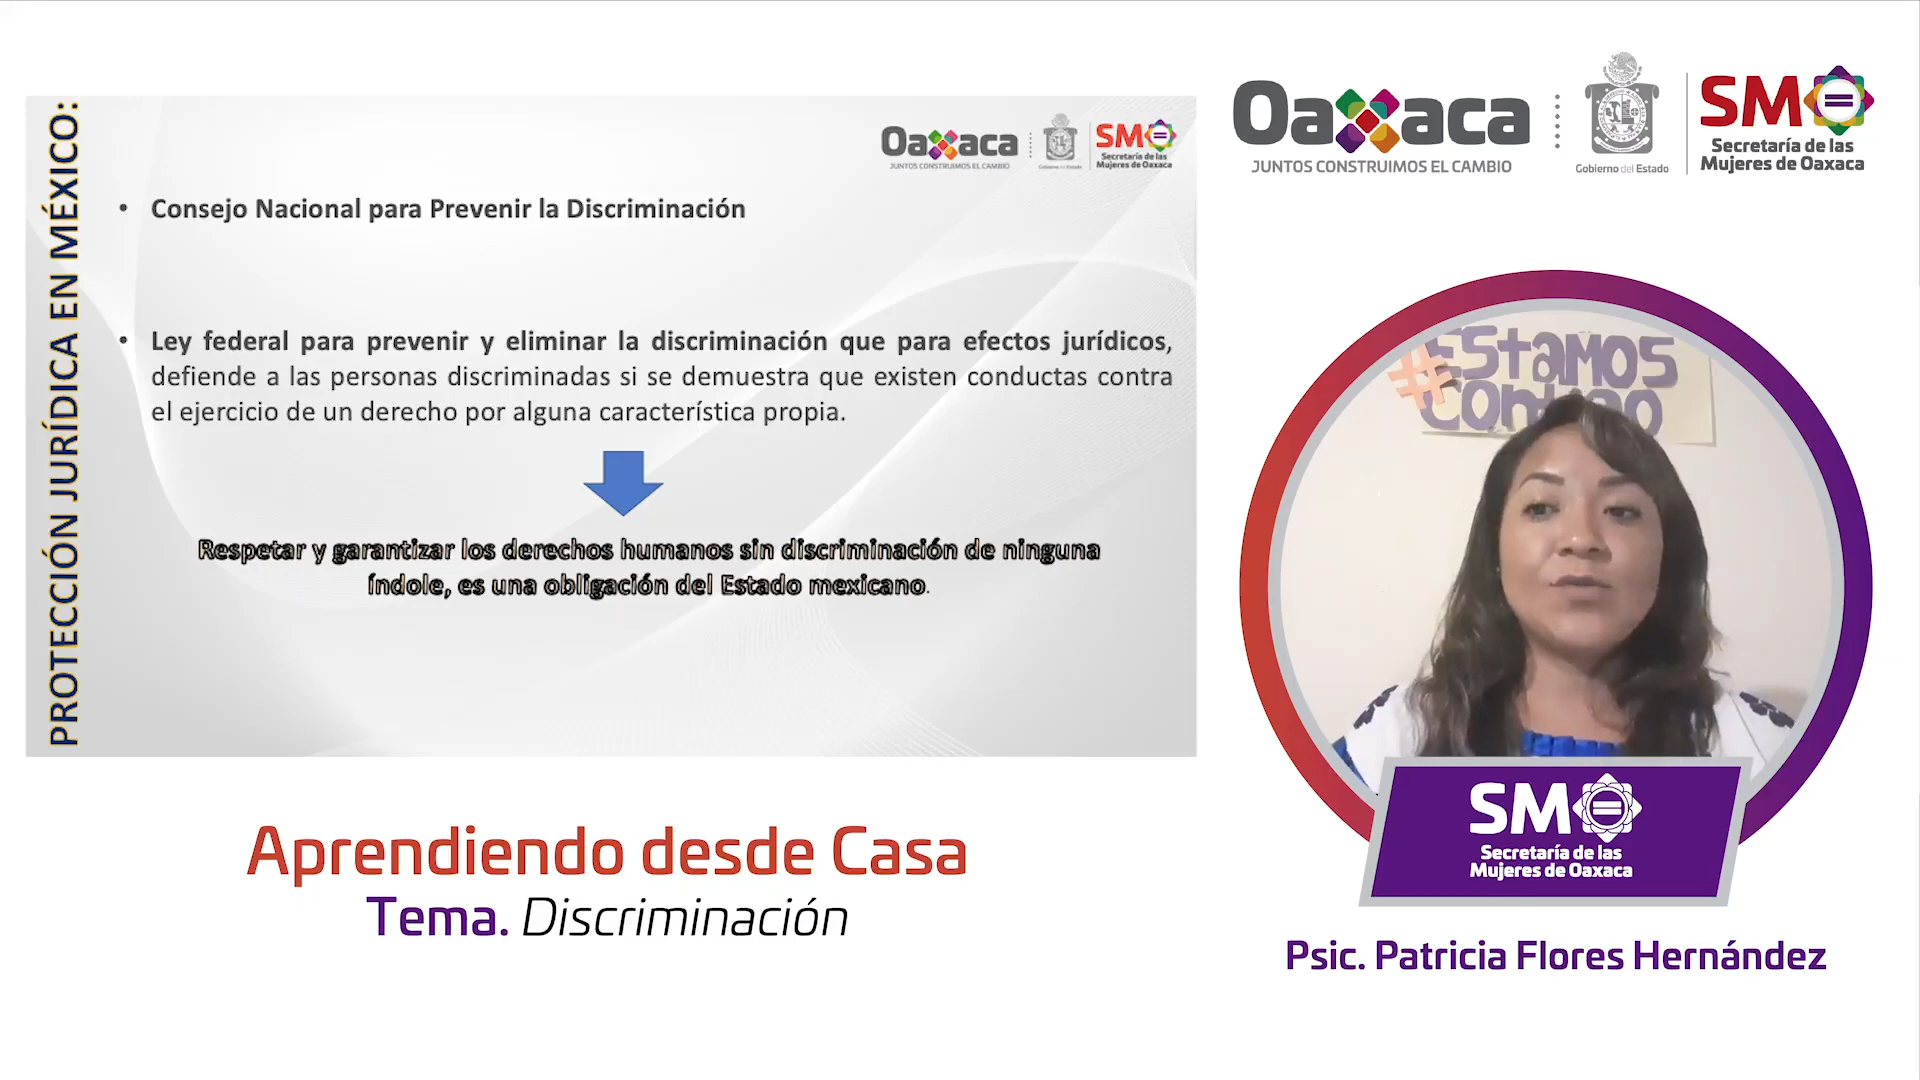 PROTECCIÓN JURÍDICA EN MÉXICO:
Oaxaca
JUNTOS CONSTRUIMOS EL CAMBIO
Gobierno del Estado
SM
Secretaría de las
Mujeres de Oaxaca
• Consejo Nacional para Prevenir la Discriminación
• Ley federal para prevenir y eliminar la discriminación que para efectos jurídicos,
defiende a las personas discriminadas si se demuestra que existen conductas contra
el ejercicio de un derecho por alguna característica propia.
Respetar y garantizar los derechos humanos sin discriminación de ninguna
índole, es una obligación del Estado mexicano.
Aprendiendo desde Casa
Tema. Discriminación
Oaxaca
JUNTOS CONSTRUIMOS EL CAMBIO
Gobierno del Estado
SM
Secretaría de las
Mujeres de Oaxaca
#EStaMOS
SM
Secretaría de las
Mujeres de Oaxaca
Psic. Patricia Flores Hernández